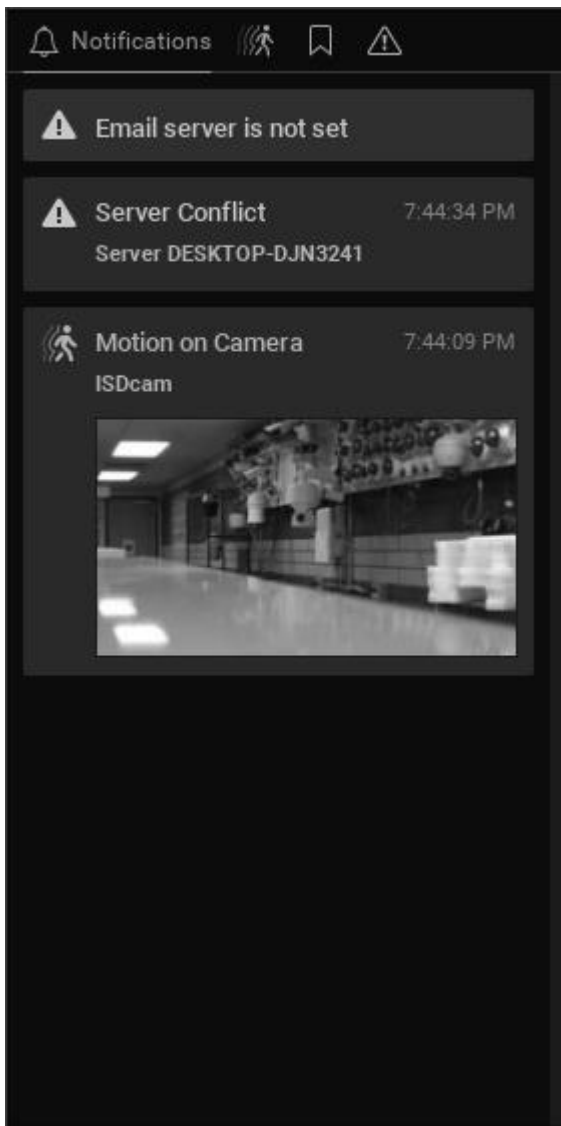 Notifications
Email server is not set
Server Conflict 7:44:34 PM
Server DESKTOP-DJN3241
Motion on Camera 7:44:09 PM
ISDcam